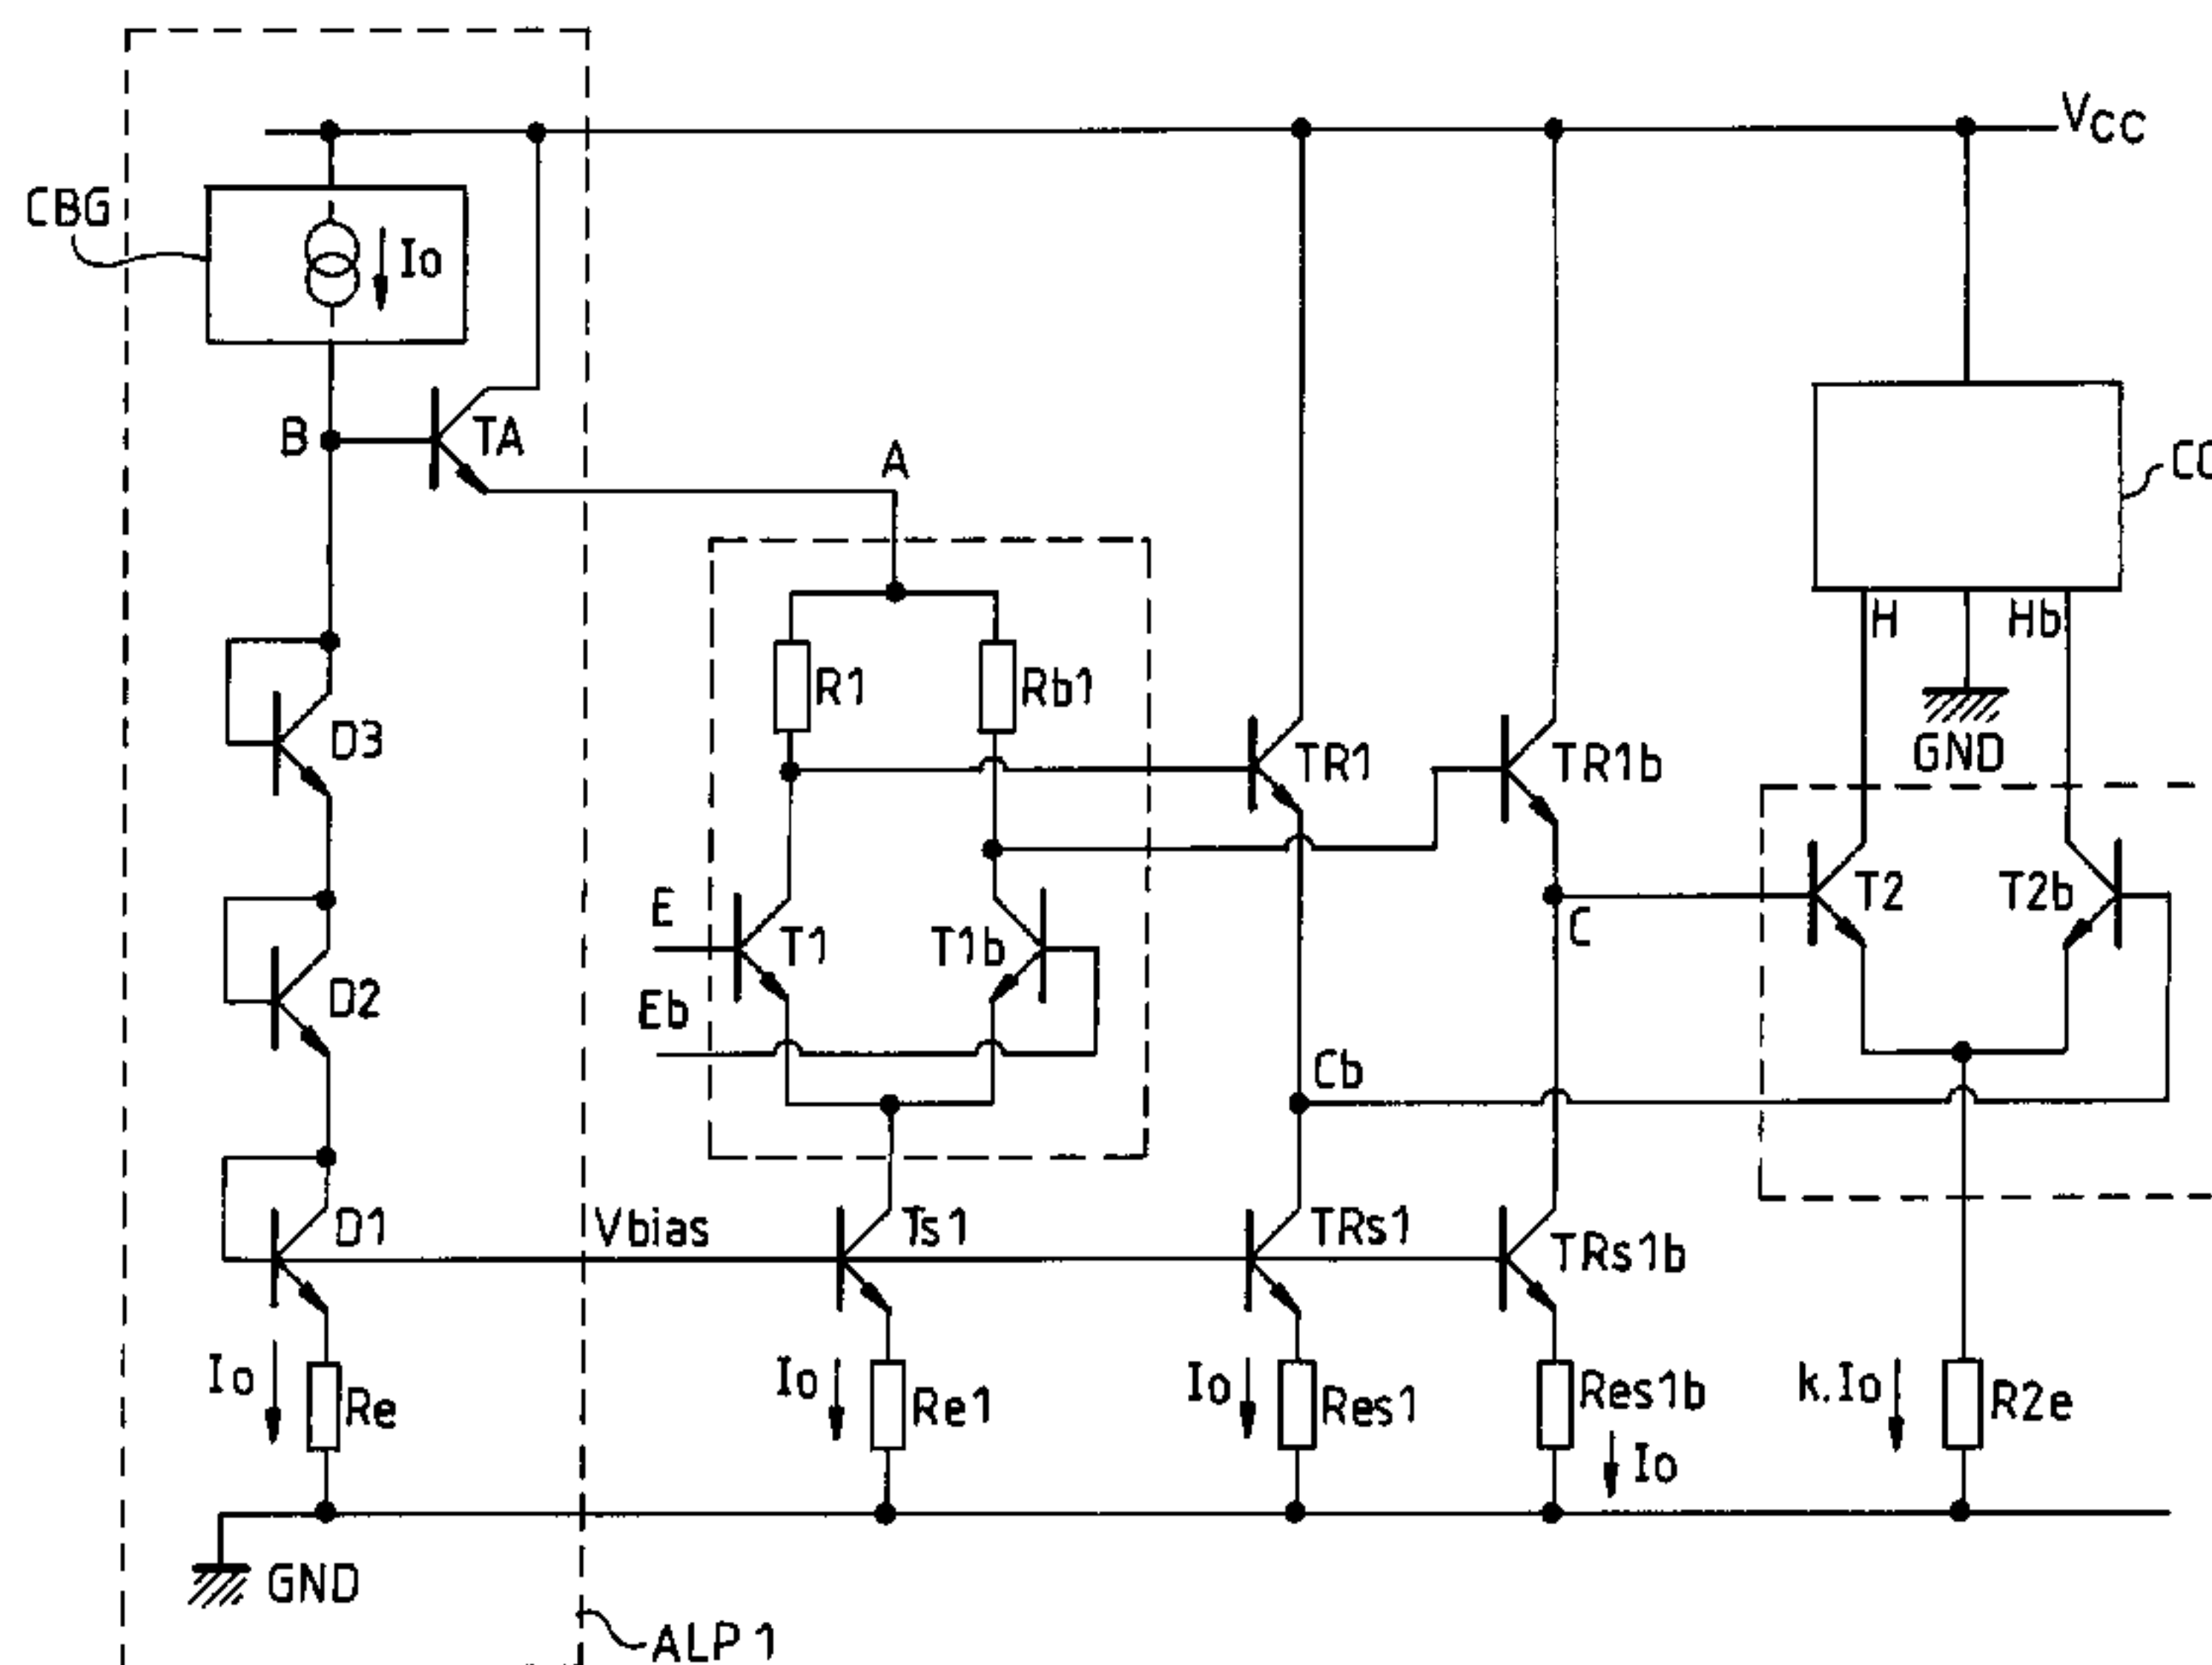 Vcc
CBG
Io
B
TA
A
H
Hb
R1
Rb1
D3
TR1
TR1b
GND
E
T1
T1b
T2
T2b
C
Eb
D2
Cb
D1
Vbias
Ts1
TRs1
TRs1b
Io
Re
Io
Re1
Io
Res1
Res1b
Io
k.Io
R2e
GND
ALP1